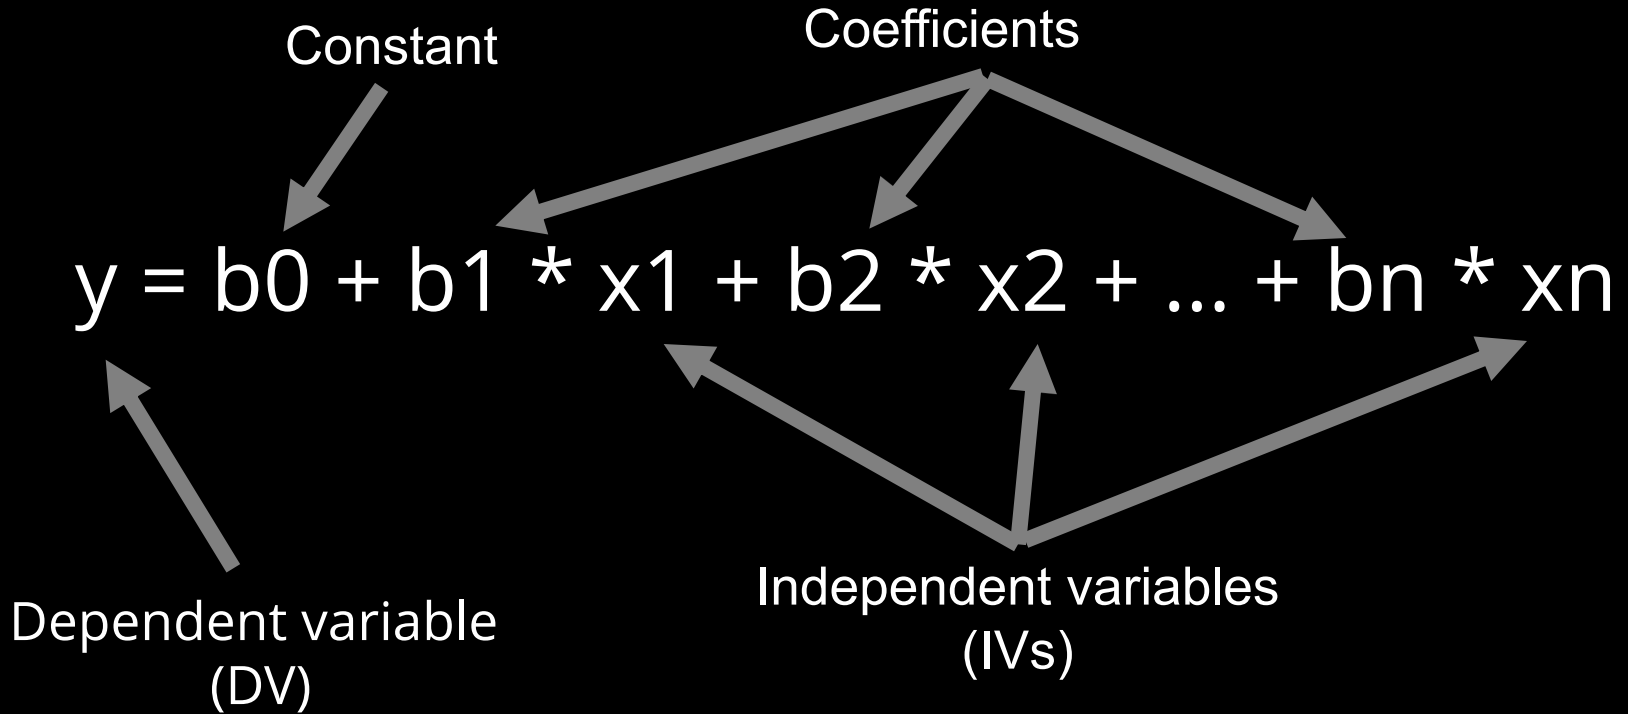 Constant
Coefficients
y = b0 + b1 * x1 + b2 * x2 + ... + bn * xn
Dependent variable
(DV)
Independent variables
(IVs)